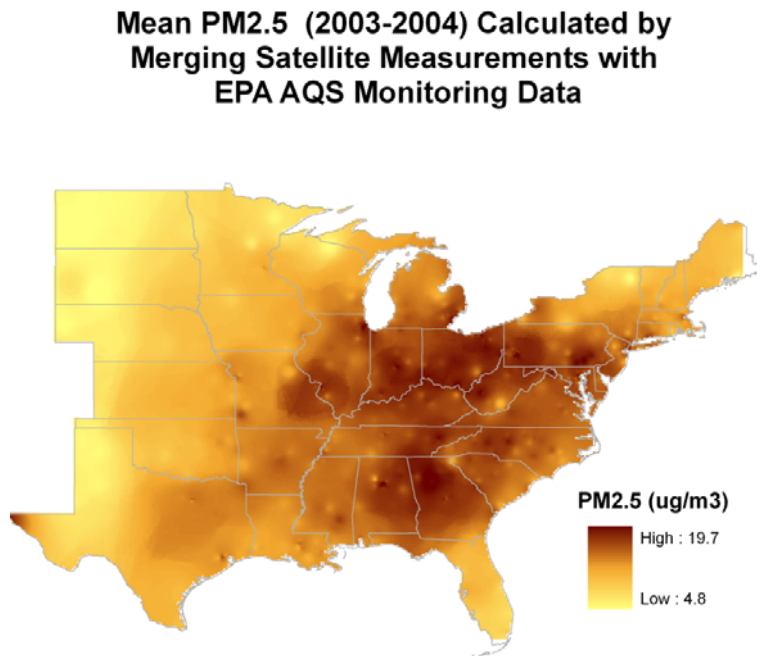 Mean PM2.5 (2003-2004) Calculated by
Merging Satellite Measurements with
EPA AQS Monitoring Data
PM2.5 (ug/m3)
High : 19.7
Low : 4.8